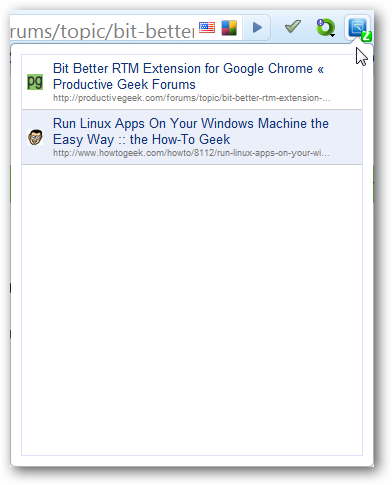 rums/topic/bit-better
2
pg
Bit Better RTM Extension for Google Chrome «
Productive Geek Forums
http://productivegeek.com/forums/topic/bit-better-rtm-extension-...
Run Linux Apps On Your Windows Machine the
Easy Way :: the How-To Geek
http://www.howtogeek.com/howto/8112/run-linux-apps-on-your-wi...